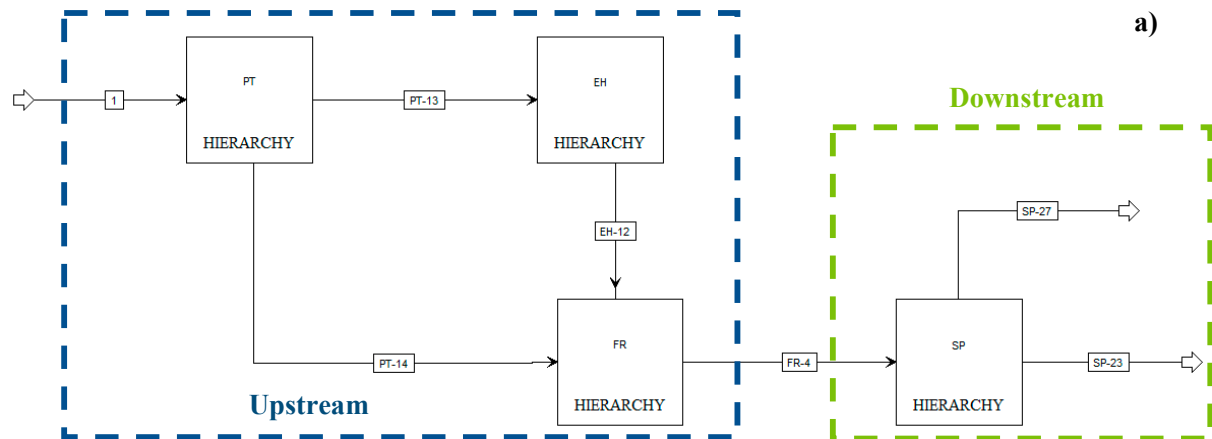 a)
PT
EH
1
PT-13
Downstream
HIERARCHY
HIERARCHY
SP-27
EH-12
FR
SP
PT-14
FR-4
SP-23
Upstream
HIERARCHY
HIERARCHY